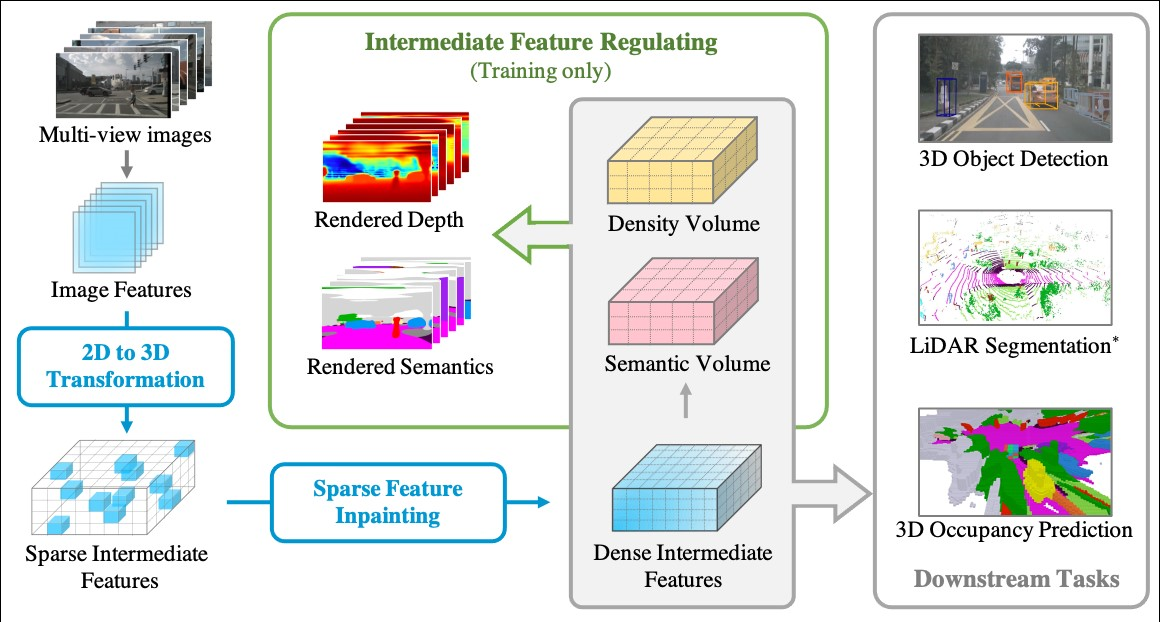 Multi-view images
Image Features
2D to 3D
Transformation
Sparse Intermediate
Features
Sparse Feature
Inpainting
Intermediate Feature Regulating
(Training only)
Rendered Depth
Rendered Semantics
Density Volume
Semantic Volume
Dense Intermediate
Features
3D Object Detection
LiDAR Segmentation*
3D Occupancy Prediction
Downstream Tasks